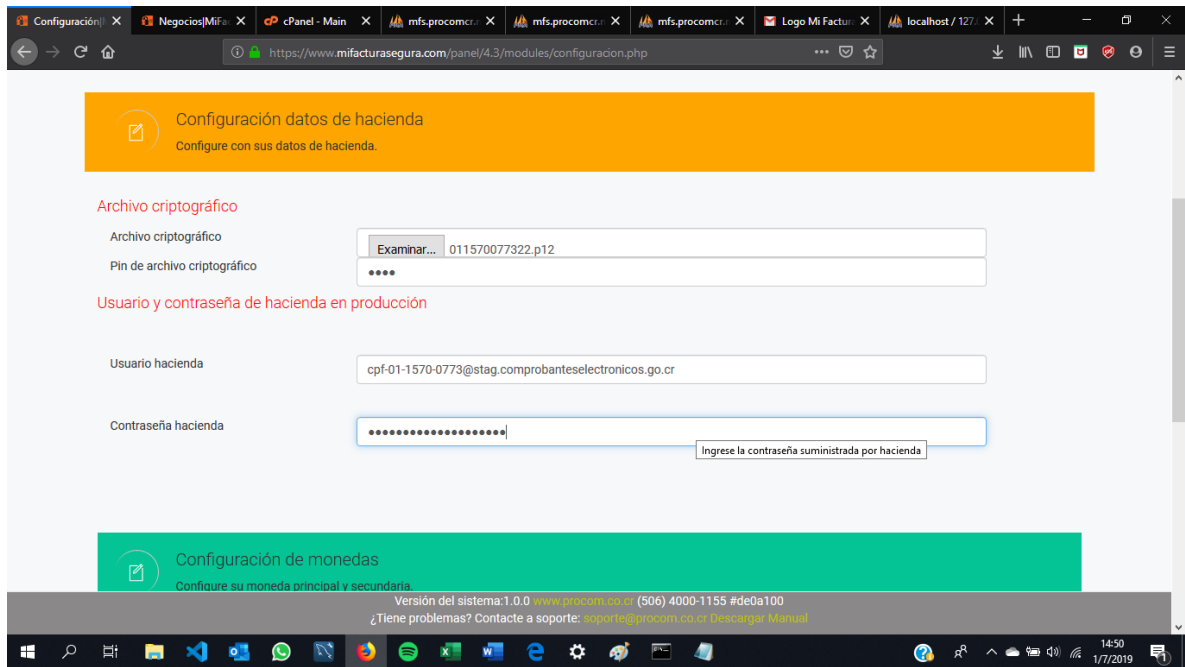 Configuración|M
Negocios|MiFac
cPanel - Main
mfs.procomcr.n
mfs.procomcr.n
mfs.procomcr.n
Logo Mi Factura
localhost / 127.
https://www.mifacturasegura.com/panel/4.3/modules/configuracion.php
Configuración datos de hacienda
Configure con sus datos de hacienda.
Archivo criptográfico
Archivo criptográfico
Examinar... 011570077322.p12
Pin de archivo criptográfico
••••
Usuario y contraseña de hacienda en producción
Usuario hacienda
cpf-01-1570-0773@stag.comprobanteselectronicos.go.cr
Contraseña hacienda
••••••••••••••••••••
Ingrese la contraseña suministrada por hacienda
Configuración de monedas
Configure su moneda principal y secundaria.
Versión del sistema:1.0.0 www.procom.co.cr (506) 4000-1155 #de0a100
¿Tiene problemas? Contacte a soporte: soporte@procom.co.cr Descargar Manual
14:50
1/7/2019